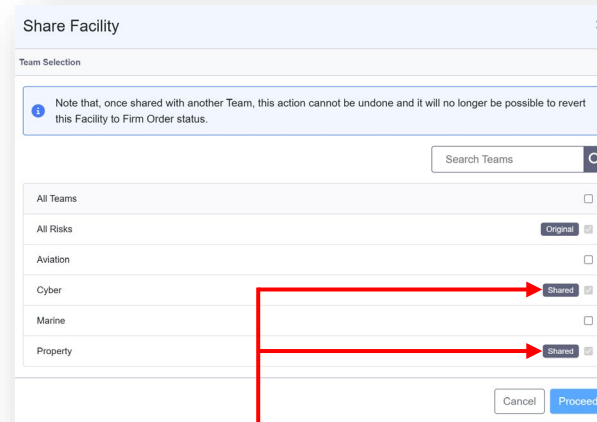 Share Facility
Team Selection
Note that, once shared with another Team, this action cannot be undone and it will no longer be possible to revert
this Facility to Firm Order status.
Search Teams
All Teams
All Risks Original
Aviation
Cyber Shared
Marine
Property Shared
Cancel Proceed